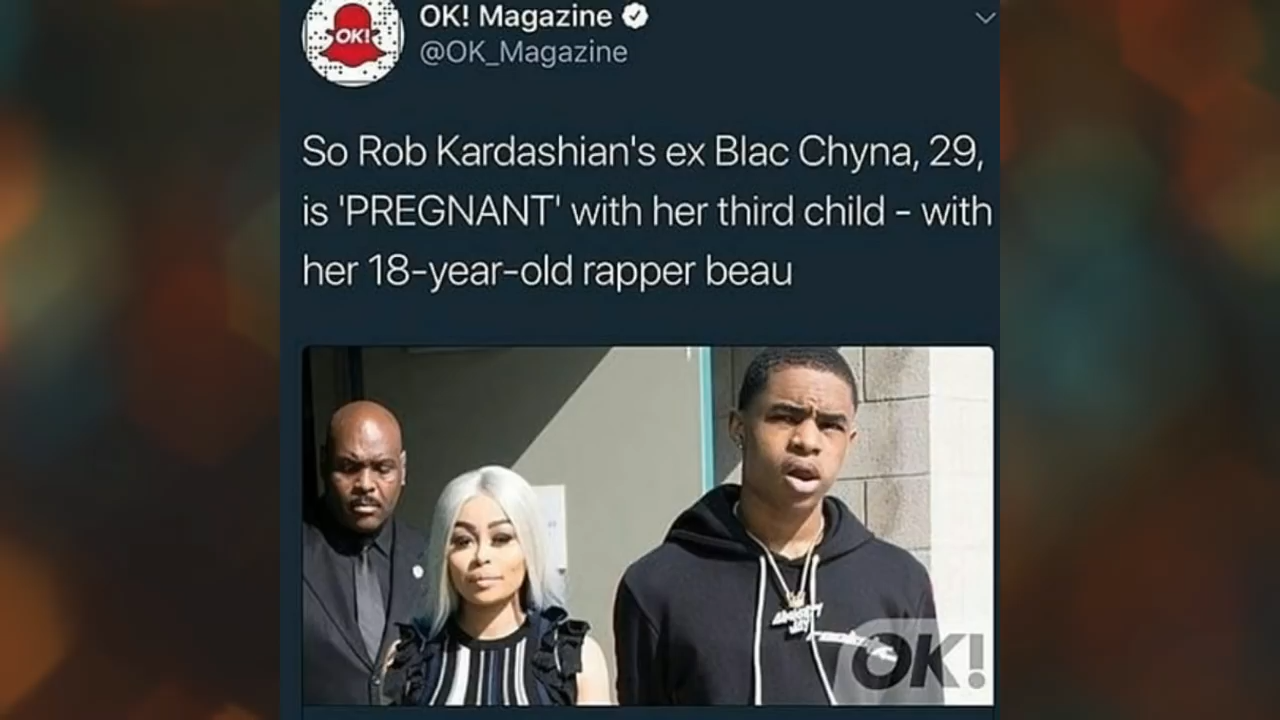 OK!
OK! Magazine
@OK_Magazine
So Rob Kardashian's ex Blac Chyna, 29,
is 'PREGNANT' with her third child - with
her 18-year-old rapper beau
OK!